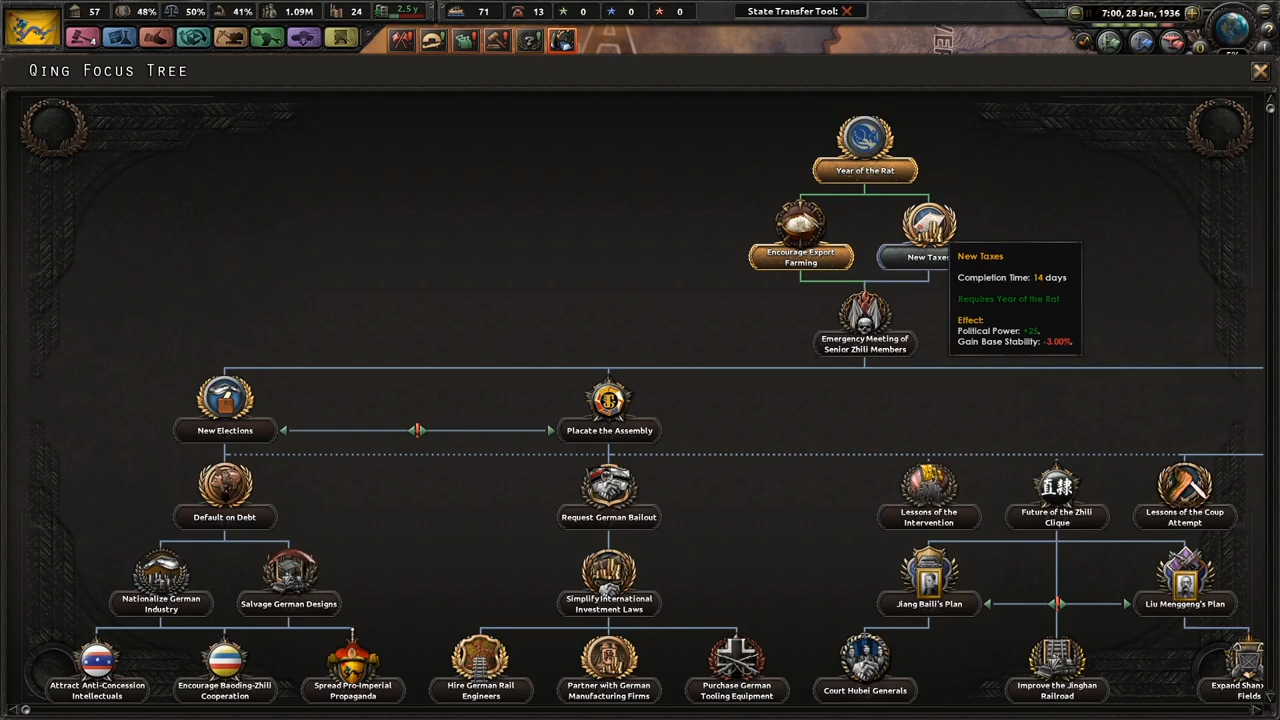 57
48%
50%
41%
1.09M
24
2.5 y
71
13
0
0
0
State Transfer Tool:
7:00, 28 Jan, 1936
4
0
QING FOCUS TREE
Year of the Rat
Encourage Export
Farming
New Taxes
New Taxes
Completion Time: 14 days
Requires Year of the Rat
Effect:
Political Power: +25.
Gain Base Stability: -3.00%.
Emergency Meeting of
Senior Zhili Members
New Elections
Placate the Assembly
直隸
Default on Debt
Request German Bailout
Lessons of the
Intervention
Future of the Zhili
Clique
Lessons of the Coup
Attempt
Nationalize German
Industry
Salvage German Designs
Simplify International
Investment Laws
Jiang Baili's Plan
Liu Menggeng's Plan
Attract Anti-Concession
Intellectuals
Encourage Baoding-Zhili
Cooperation
Spread Pro-Imperial
Propaganda
Hire German Rail
Engineers
Partner with German
Manufacturing Firms
Purchase German
Tooling Equipment
Court Hubei Generals
Improve the Jinghan
Railroad
Expand Shanx
Fields